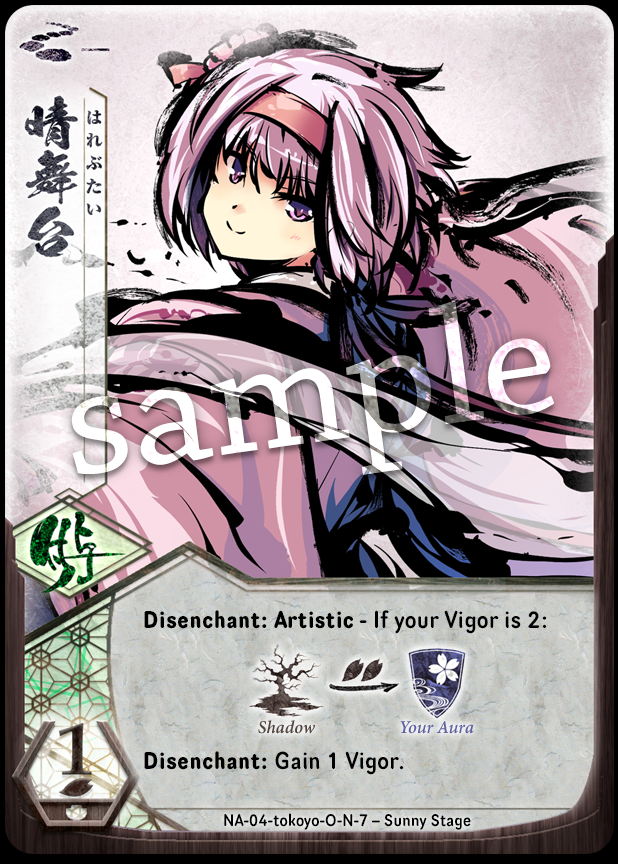 晴舞台
はれぶたい
sample
Disenchant: Artistic - If your Vigor is 2:
Shadow
Your Aura
Disenchant: Gain 1 Vigor.
1
NA-04-tokoyo-O-N-7 – Sunny Stage